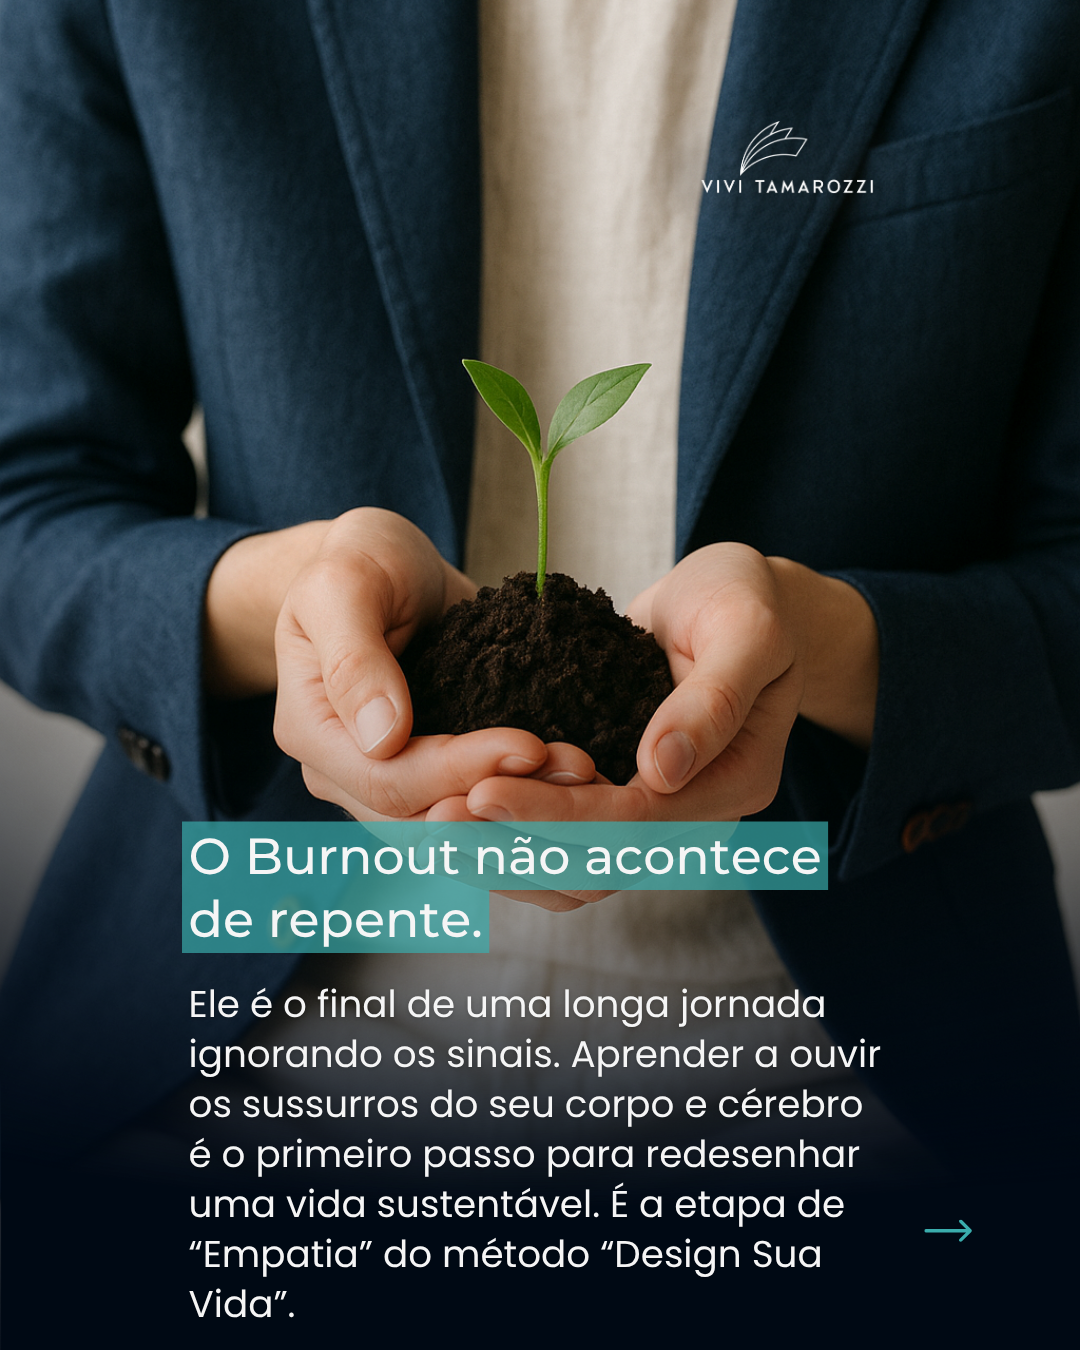 VIVI TAMAROZZI
O Burnout não acontece
de repente.
Ele é o final de uma longa jornada
ignorando os sinais. Aprender a ouvir
os sussurros do seu corpo e cérebro
é o primeiro passo para redesenhar
uma vida sustentável. É a etapa de
“Empatia” do método “Design Sua
Vida”.